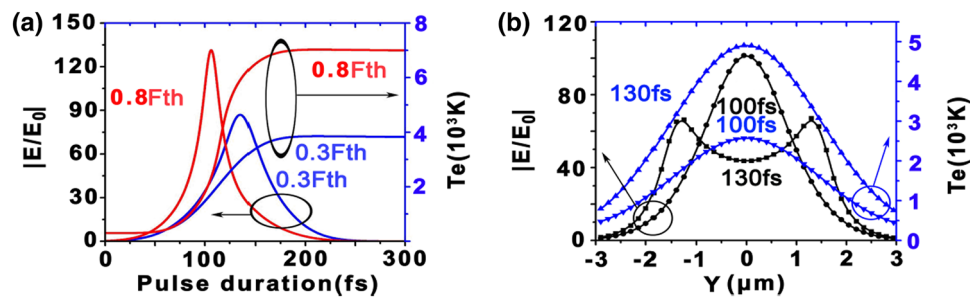 (a)
|E/E0|
150
120
90
60
30
0
0
100
200
300
Pulse duration(fs)
8
6
4
2
Te(10³K)
0.8Fth
0.8Fth
0.3Fth
0.3Fth
(b)
|E/E0|
120
80
40
0
-3
-2
-1
0
1
2
3
Y (μm)
5
4
3
2
1
0
Te(10³K)
130fs
100fs
100fs
130fs